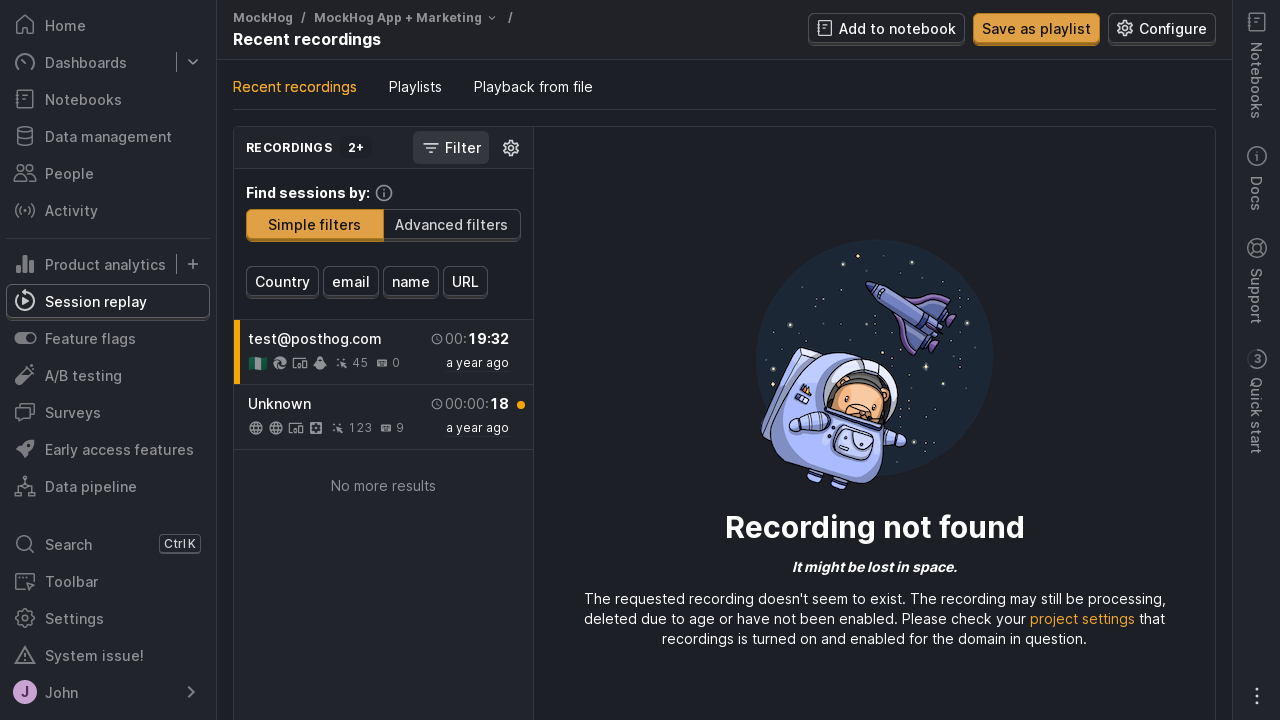 Home
Dashboards
Notebooks
Data management
People
Activity
Product analytics
Session replay
Feature flags
A/B testing
Surveys
Early access features
Data pipeline
Search Ctrl K
Toolbar
Settings
System issue!
J John
MockHog / MockHog App + Marketing /
Recent recordings
Add to notebook
Save as playlist
Configure
Recent recordings Playlists Playback from file
RECORDINGS 2+ Filter
Find sessions by:
Simple filters Advanced filters
Country email name URL
test@posthog.com 00:19:32
45 0 a year ago
Unknown 00:00:18
123 9 a year ago
No more results
Recording not found
It might be lost in space.
The requested recording doesn't seem to exist. The recording may still be processing,
deleted due to age or have not been enabled. Please check your project settings that
recordings is turned on and enabled for the domain in question.
Notebooks
Docs
Support
3 Quick start